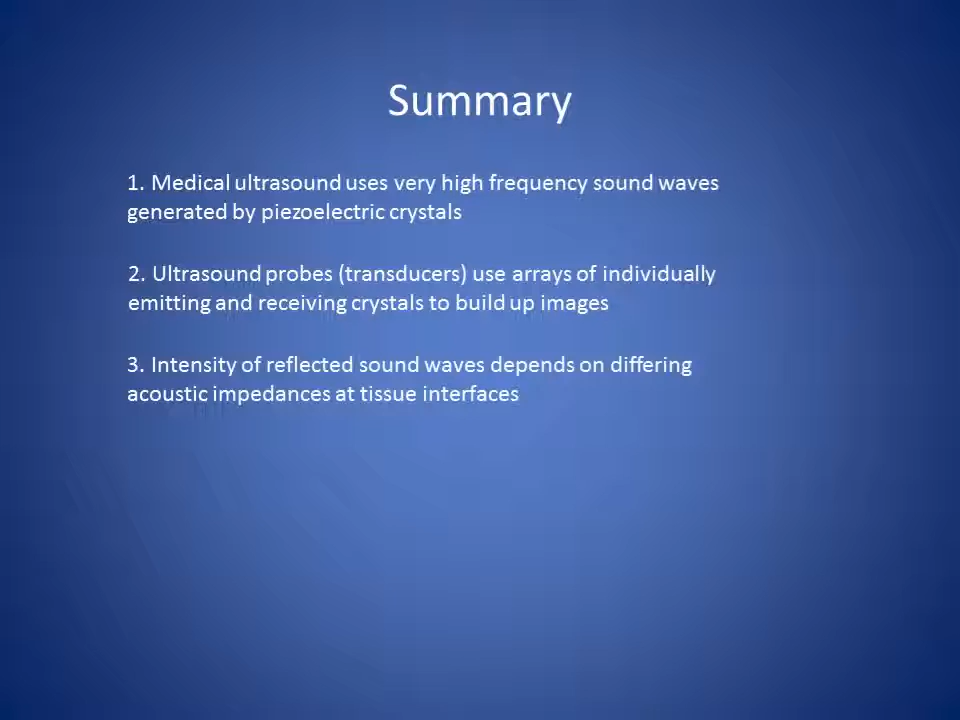 Summary
1. Medical ultrasound uses very high frequency sound waves
generated by piezoelectric crystals
2. Ultrasound probes (transducers) use arrays of individually
emitting and receiving crystals to build up images
3. Intensity of reflected sound waves depends on differing
acoustic impedances at tissue interfaces